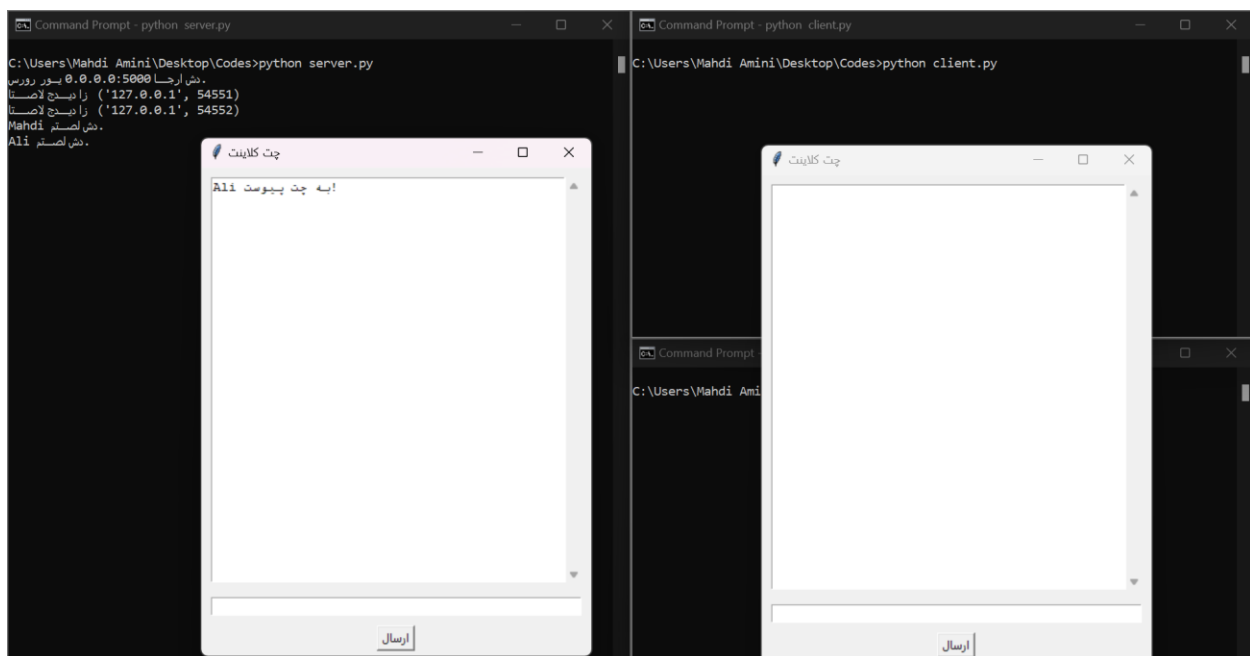 Command Prompt - python server.py
C:\Users\Mahdi Amini\Desktop\Codes>python server.py
دش ارجا 0.0.0.0:5000 یور رورس.
زا دیدج لاصتا ('127.0.0.1', 54551)
زا دیدج لاصتا ('127.0.0.1', 54552)
Mahdi دش لصتم.
Ali دش لصتم.
چت کلاینت
Ali به چت پیوست!
ارسال
Command Prompt - python client.py
C:\Users\Mahdi Amini\Desktop\Codes>python client.py
چت کلاینت
ارسال
Command Prompt -
C:\Users\Mahdi Ami